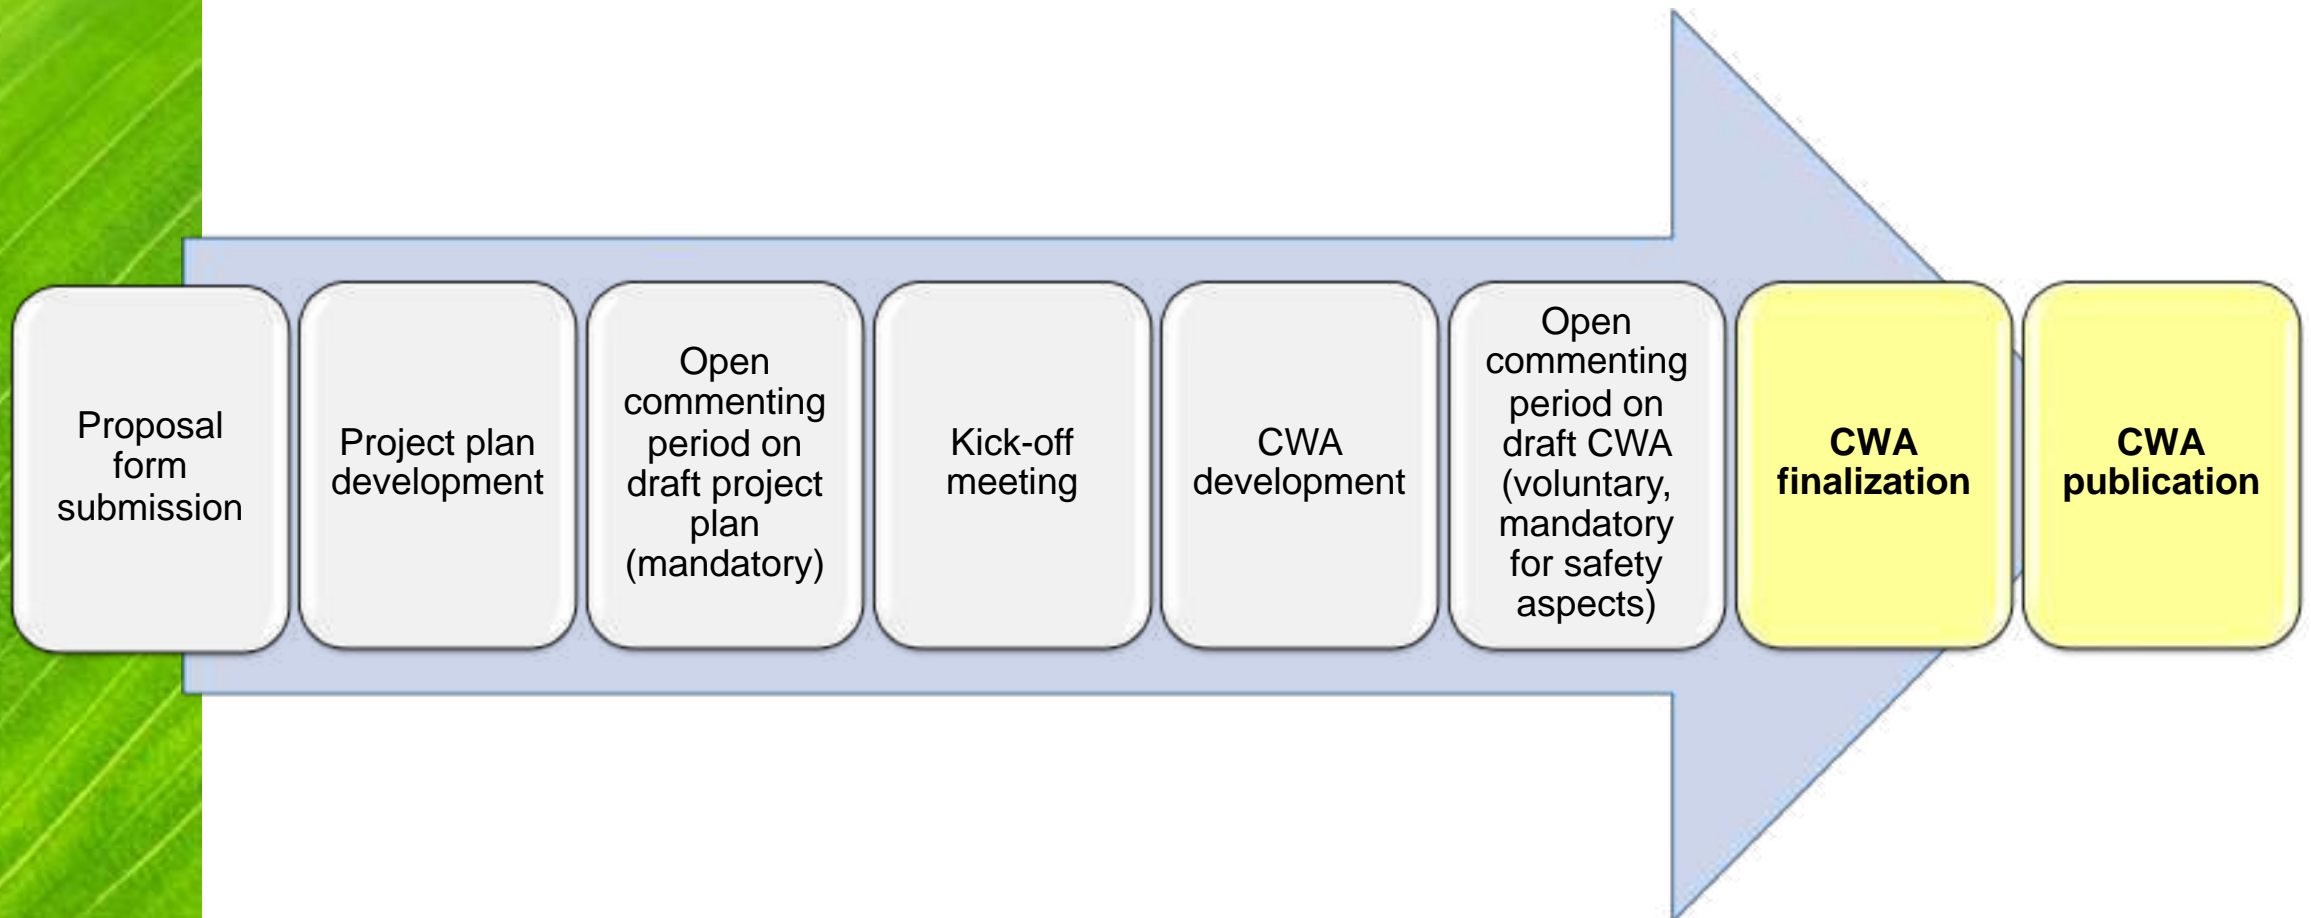 Proposal
form
submission
Project plan
development
Open
commenting
period on
draft project
plan
(mandatory)
Kick-off
meeting
CWA
development
Open
commenting
period on
draft CWA
(voluntary,
mandatory
for safety
aspects)
CWA
finalization
CWA
publication